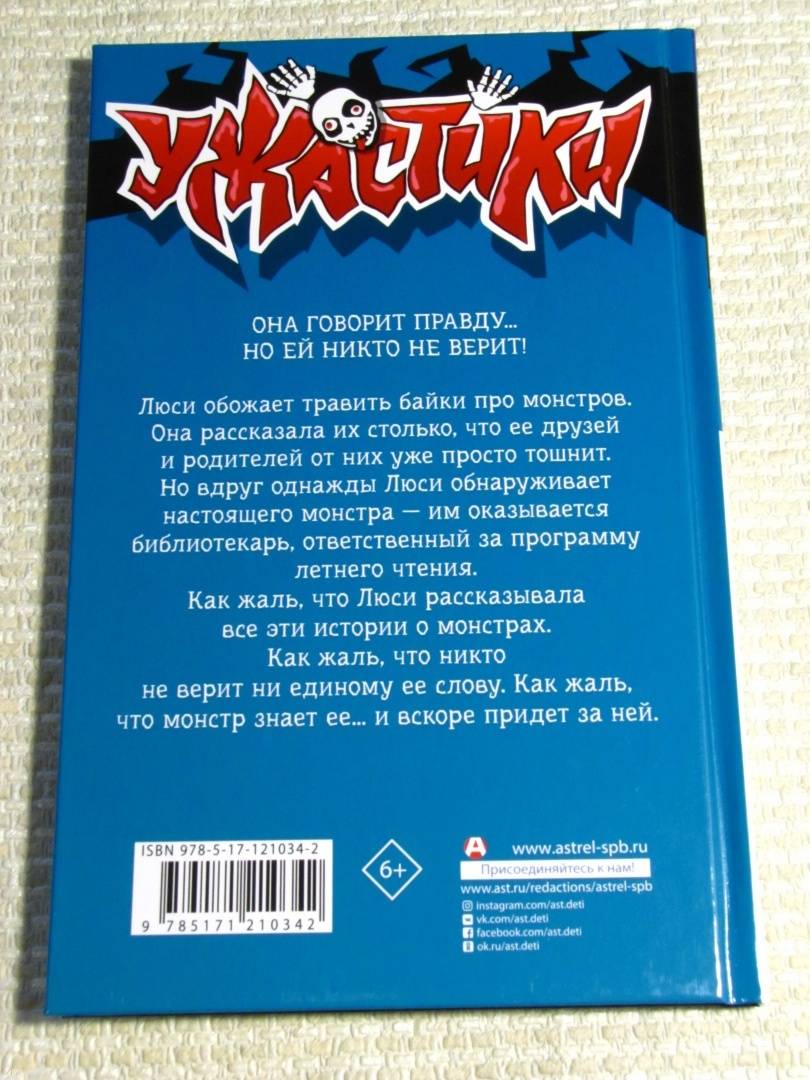 УЖАСТИКИ
ОНА ГОВОРИТ ПРАВДУ...
НО ЕЙ НИКТО НЕ ВЕРИТ!
Люси обожает травить байки про монстров.
Она рассказала их столько, что ее друзей
и родителей от них уже просто тошнит.
Но вдруг однажды Люси обнаруживает
настоящего монстра — им оказывается
библиотекарь, ответственный за программу
летнего чтения.
Как жаль, что Люси рассказывала
все эти истории о монстрах.
Как жаль, что никто
не верит ни единому ее слову. Как жаль,
что монстр знает ее... и вскоре придет за ней.
ISBN 978-5-17-121034-2
9 785171 210342
6+
www.astrel-spb.ru
Присоединяйтесь к нам!
www.ast.ru/redactions/astrel-spb
instagram.com/ast.deti
vk.com/ast.deti
facebook.com/ast.deti
ok.ru/ast.deti